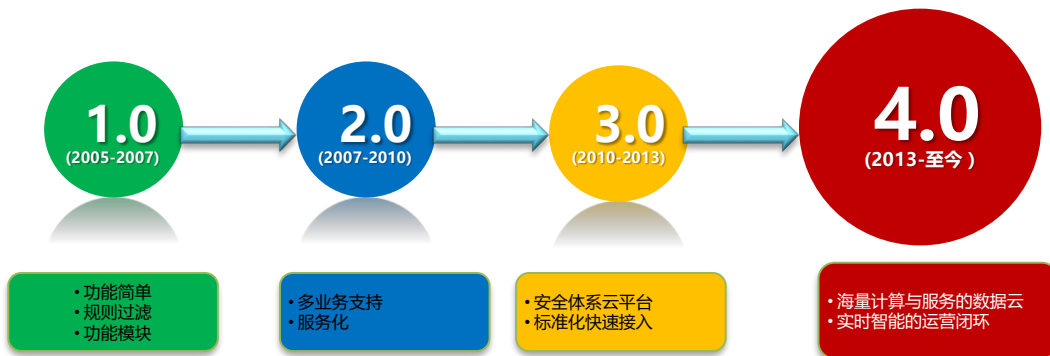 1.0
(2005-2007)
2.0
(2007-2010)
3.0
(2010-2013)
4.0
(2013-至今 )
• 功能简单
• 规则过滤
• 功能模块
• 多业务支持
• 服务化
• 安全体系云平台
• 标准化快速接入
• 海量计算与服务的数据云
• 实时智能的运营闭环